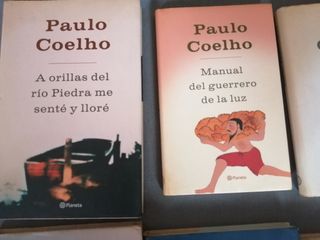 Paulo
Coelho
A orillas del
río Piedra me
senté y lloré
Planeta
Paulo
Coelho
Manual
del guerrero
de la luz
Planeta